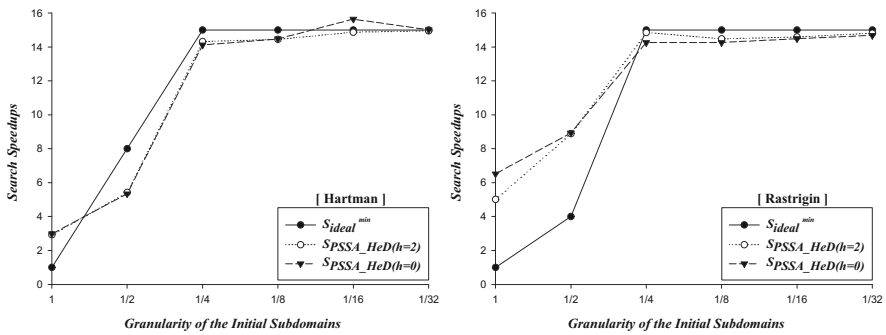 16
14
12
10
8
6
4
2
0
Search Speedups
1
1/2
1/4
1/8
1/16
1/32
Granularity of the Initial Subdomains
[ Hartman ]
S_ideal^min
S_PSSA_HeD(h=2)
S_PSSA_HeD(h=0)
16
14
12
10
8
6
4
2
0
Search Speedups
1
1/2
1/4
1/8
1/16
1/32
Granularity of the Initial Subdomains
[ Rastrigin ]
S_ideal^min
S_PSSA_HeD(h=2)
S_PSSA_HeD(h=0)